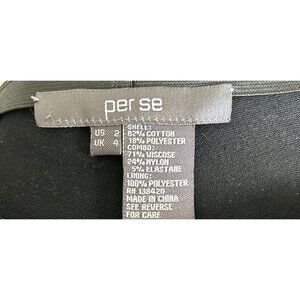 per se
US 2
UK 4
SHELL:
82% COTTON
18% POLYESTER
COMBO:
71% VISCOSE
24% NYLON
5% ELASTANE
LINING:
100% POLYESTER
RN 138420
MADE IN CHINA
SEE REVERSE
FOR CARE